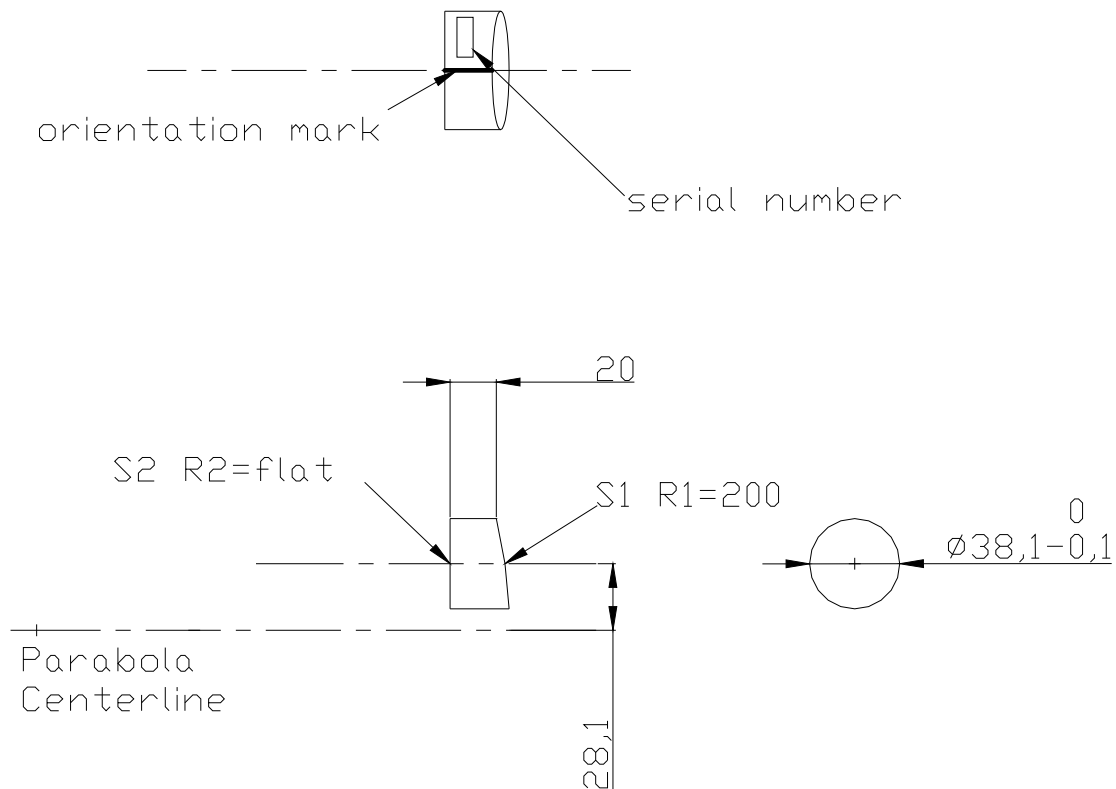 orientation mark
serial number
20
S2 R2=flat
S1 R1=200
0
Ø38,1-0,1
Parabola
Centerline
28,1